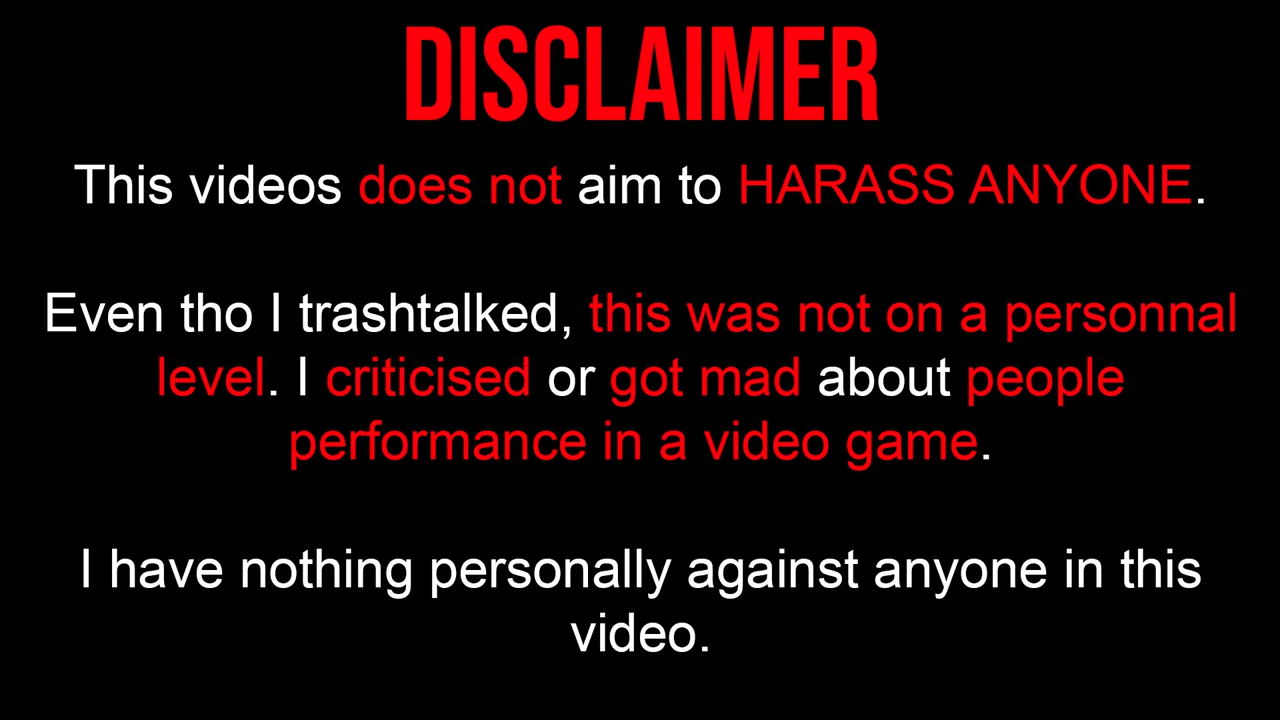 DISCLAIMER
This videos does not aim to HARASS ANYONE.
Even tho I trashtalked, this was not on a personnal
level. I criticised or got mad about people
performance in a video game.
I have nothing personally against anyone in this
video.